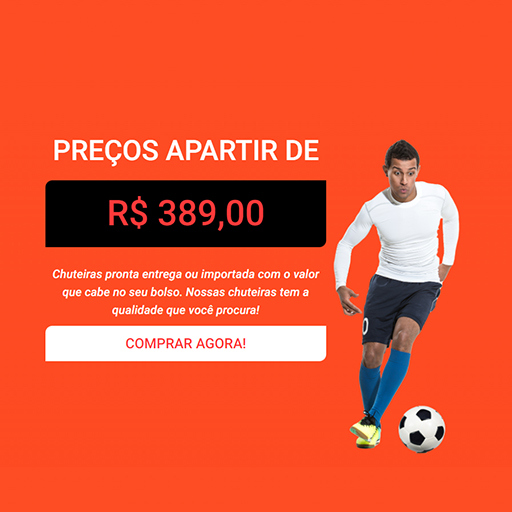 PREÇOS APARTIR DE
R$ 389,00
Chuteiras pronta entrega ou importada com o valor
que cabe no seu bolso. Nossas chuteiras tem a
qualidade que você procura!
COMPRAR AGORA!